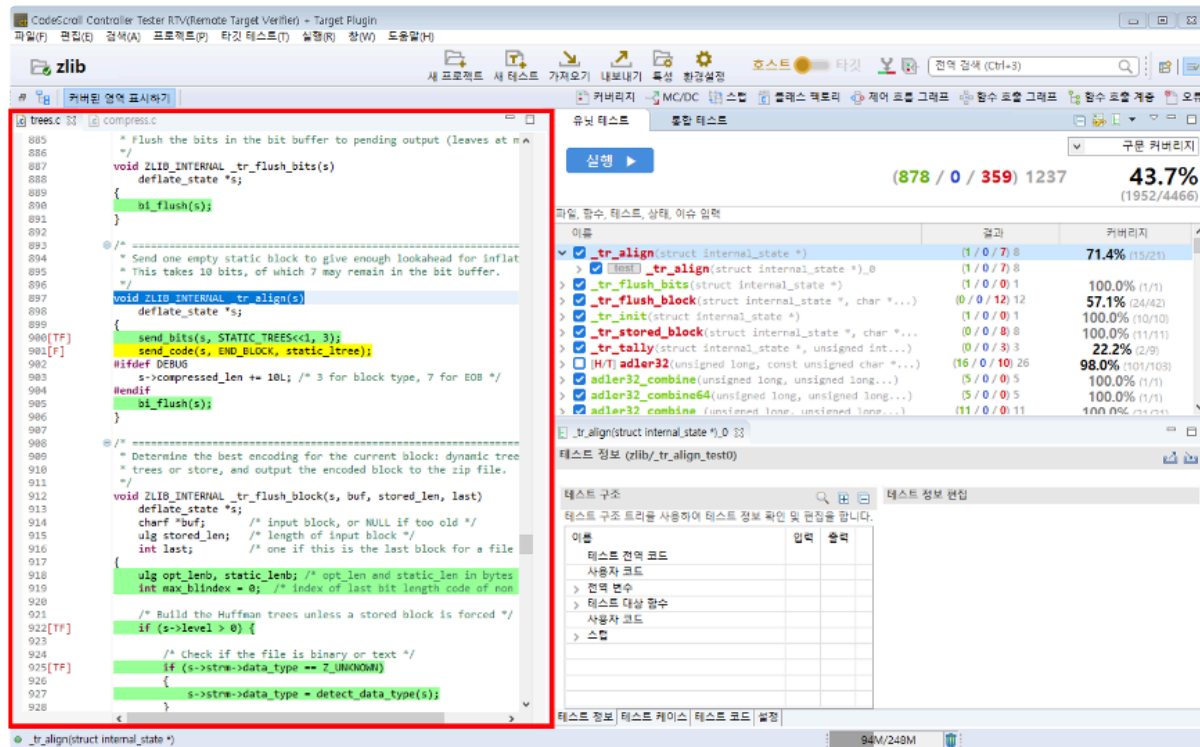 CodeScroll Controller Tester RTV(Remote Target Verifier) + Target Plugin
파일(F) 편집(E) 검색(A) 프로젝트(P) 타깃 테스트(T) 실행(R) 창(W) 도움말(H)
zlib
새 프로젝트 새 테스트 가져오기 내보내기 특성 환경설정
호스트 타깃
전역 검색 (Ctrl+3)
커버된 영역 표시하기
커버리지 MC/DC 스텁 클래스 팩토리 제어 흐름 그래프 함수 호출 그래프 함수 호출 계층 오류
trees.c compress.c
885 * Flush the bits in the bit buffer to pending output (leaves at m
886 */
887 void ZLIB_INTERNAL _tr_flush_bits(s)
888 deflate_state *s;
889 {
890 bi_flush(s);
891 }
892
893 /* ===========================================================
894 * Send one empty static block to give enough lookahead for inflat
895 * This takes 10 bits, of which 7 may remain in the bit buffer.
896 */
897 void ZLIB_INTERNAL _tr_align(s)
898 deflate_state *s;
899 {
900[TF] send_bits(s, STATIC_TREES<<1, 3);
901[F] send_code(s, END_BLOCK, static_ltree);
902 #ifdef DEBUG
903 s->compressed_len += 10L; /* 3 for block type, 7 for EOB */
904 #endif
905 bi_flush(s);
906 }
907
908 /* ===========================================================
909 * Determine the best encoding for the current block: dynamic tree
910 * trees or store, and output the encoded block to the zip file.
911 */
912 void ZLIB_INTERNAL _tr_flush_block(s, buf, stored_len, last)
913 deflate_state *s;
914 charf *buf; /* input block, or NULL if too old */
915 ulg stored_len; /* length of input block */
916 int last; /* one if this is the last block for a file
917 {
918 ulg opt_lenb, static_lenb; /* opt_len and static_len in bytes
919 int max_blindex = 0; /* index of last bit length code of non
920
921 /* Build the Huffman trees unless a stored block is forced */
922[TF] if (s->level > 0) {
923
924 /* Check if the file is binary or text */
925[TF] if (s->strm->data_type == Z_UNKNOWN)
926 {
927 s->strm->data_type = detect_data_type(s);
928 }
유닛 테스트 통합 테스트
실행
구문 커버리지
(878 / 0 / 359) 1237
43.7%
(1952/4466)
파일, 함수, 테스트, 상태, 이슈 입력
이름 결과 커버리지
_tr_align(struct internal_state *) (1 / 0 / 7) 8 71.4% (15/21)
test _tr_align(struct internal_state *)_0 (1 / 0 / 7) 8
_tr_flush_bits(struct internal_state *) (1 / 0 / 0) 1 100.0% (1/1)
_tr_flush_block(struct internal_state *, char *...) (0 / 0 / 12) 12 57.1% (24/42)
_tr_init(struct internal_state *) (1 / 0 / 0) 1 100.0% (10/10)
_tr_stored_block(struct internal_state *, char *... (0 / 0 / 8) 8 100.0% (11/11)
_tr_tally(struct internal_state *, unsigned int...) (0 / 0 / 3) 3 22.2% (2/9)
[H/T] adler32(unsigned long, const unsigned char *...) (16 / 0 / 10) 26 98.0% (101/103)
adler32_combine(unsigned long, unsigned long...) (5 / 0 / 0) 5 100.0% (1/1)
adler32_combine64(unsigned long, unsigned long...) (5 / 0 / 0) 5 100.0% (1/1)
adler32_combine_(unsigned long, unsigned long...) (11 / 0 / 0) 11 100.0% (21/21)
_tr_align(struct internal_state *)_0
테스트 정보 (zlib/_tr_align_test0)
테스트 구조
테스트 정보 편집
테스트 구조 트리를 사용하여 테스트 정보 확인 및 편집을 합니다.
이름 입력 출력
테스트 전역 코드
사용자 코드
전역 변수
테스트 대상 함수
사용자 코드
스텁
테스트 정보 테스트 케이스 테스트 코드 설정
_tr_align(struct internal_state *)
94M/248M